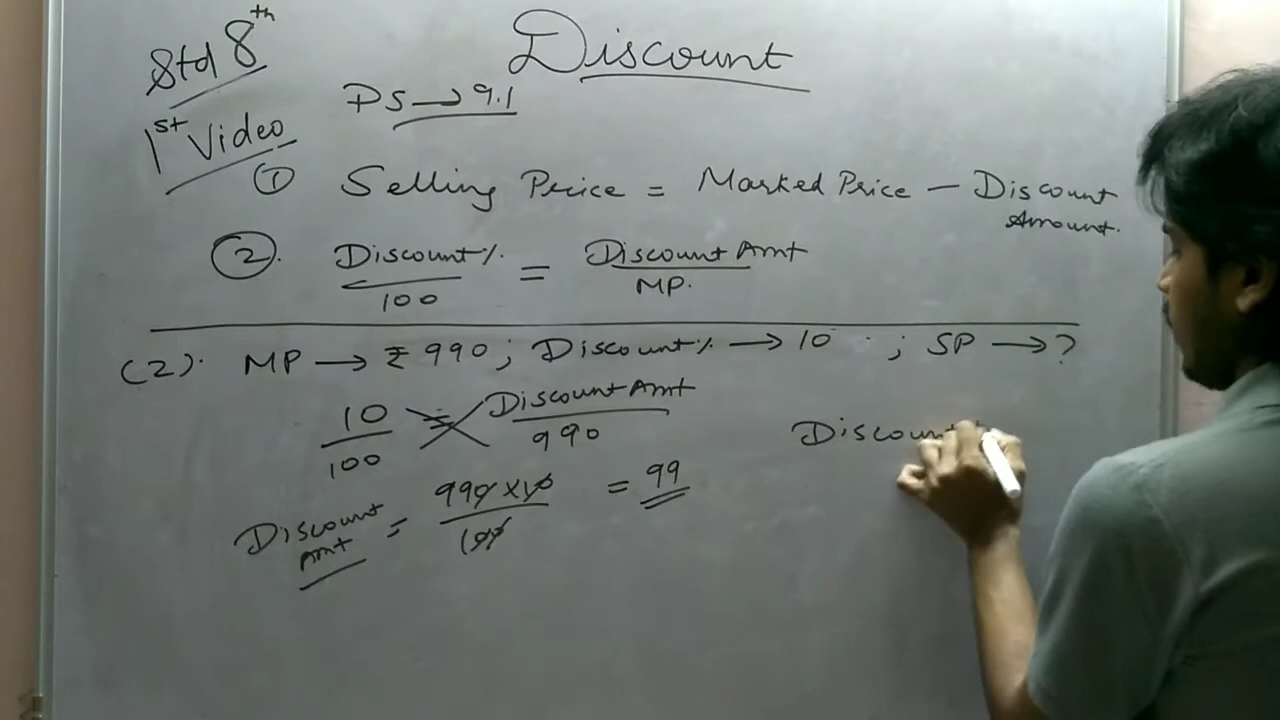 Std 8th
Discount
PS → 9.1
1st Video
① Selling Price = Marked Price - Discount Amount.
②. Discount% / 100 = Discount Amt / MP.
(2). MP → ₹ 990; Discount% → 10 ; SP → ?
10 / 100 = Discount Amt / 990
Discount Amt = 990 x 10 / 100 = 99
Discount